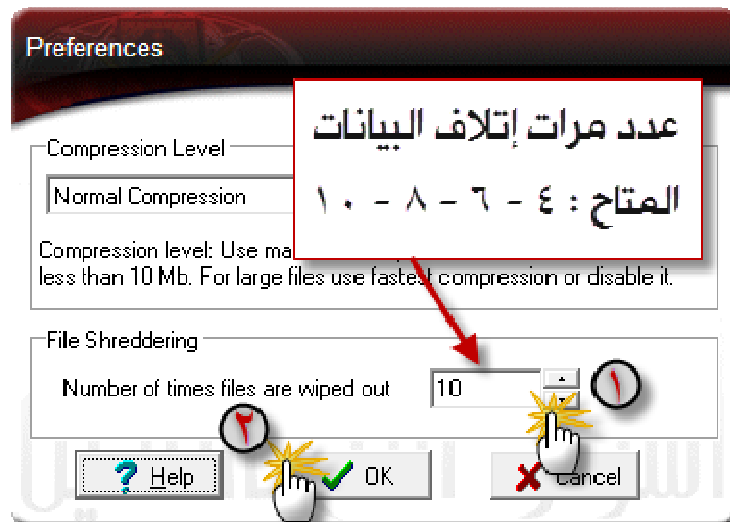 Preferences
عدد مرات إتلاف البيانات
المتاح : ٤ - ٦ - ٨ - ١٠
Compression Level
Normal Compression
Compression level: Use
less than 10 Mb. For large files use fastest compression or disable it.
File Shreddering
Number of times files are wiped out
10
١
٢
Help
OK
Cancel